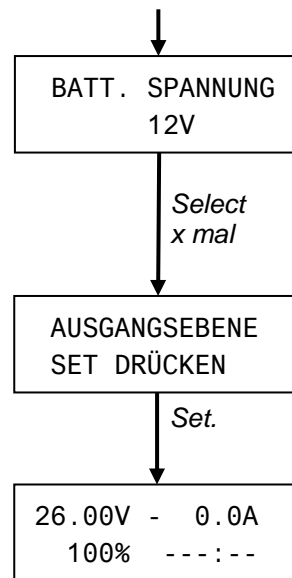 BATT. SPANNUNG
12V
Select
x mal
AUSGANGSEBENE
SET DRÜCKEN
Set.
26.00V - 0.0A
100% ---:--